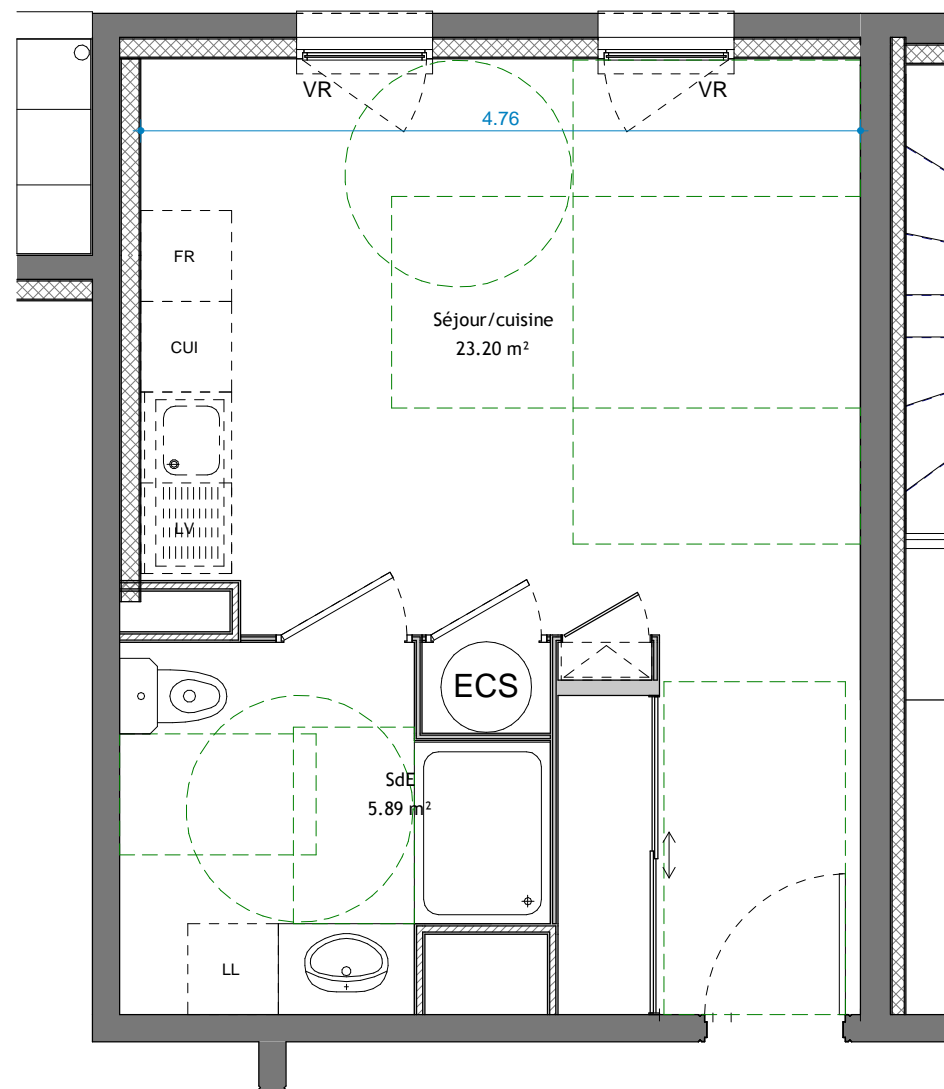 VR
VR
4.76
FR
Séjour/cuisine
23.20 m²
CUI
LV
ECS
SdE
5.89 m²
LL